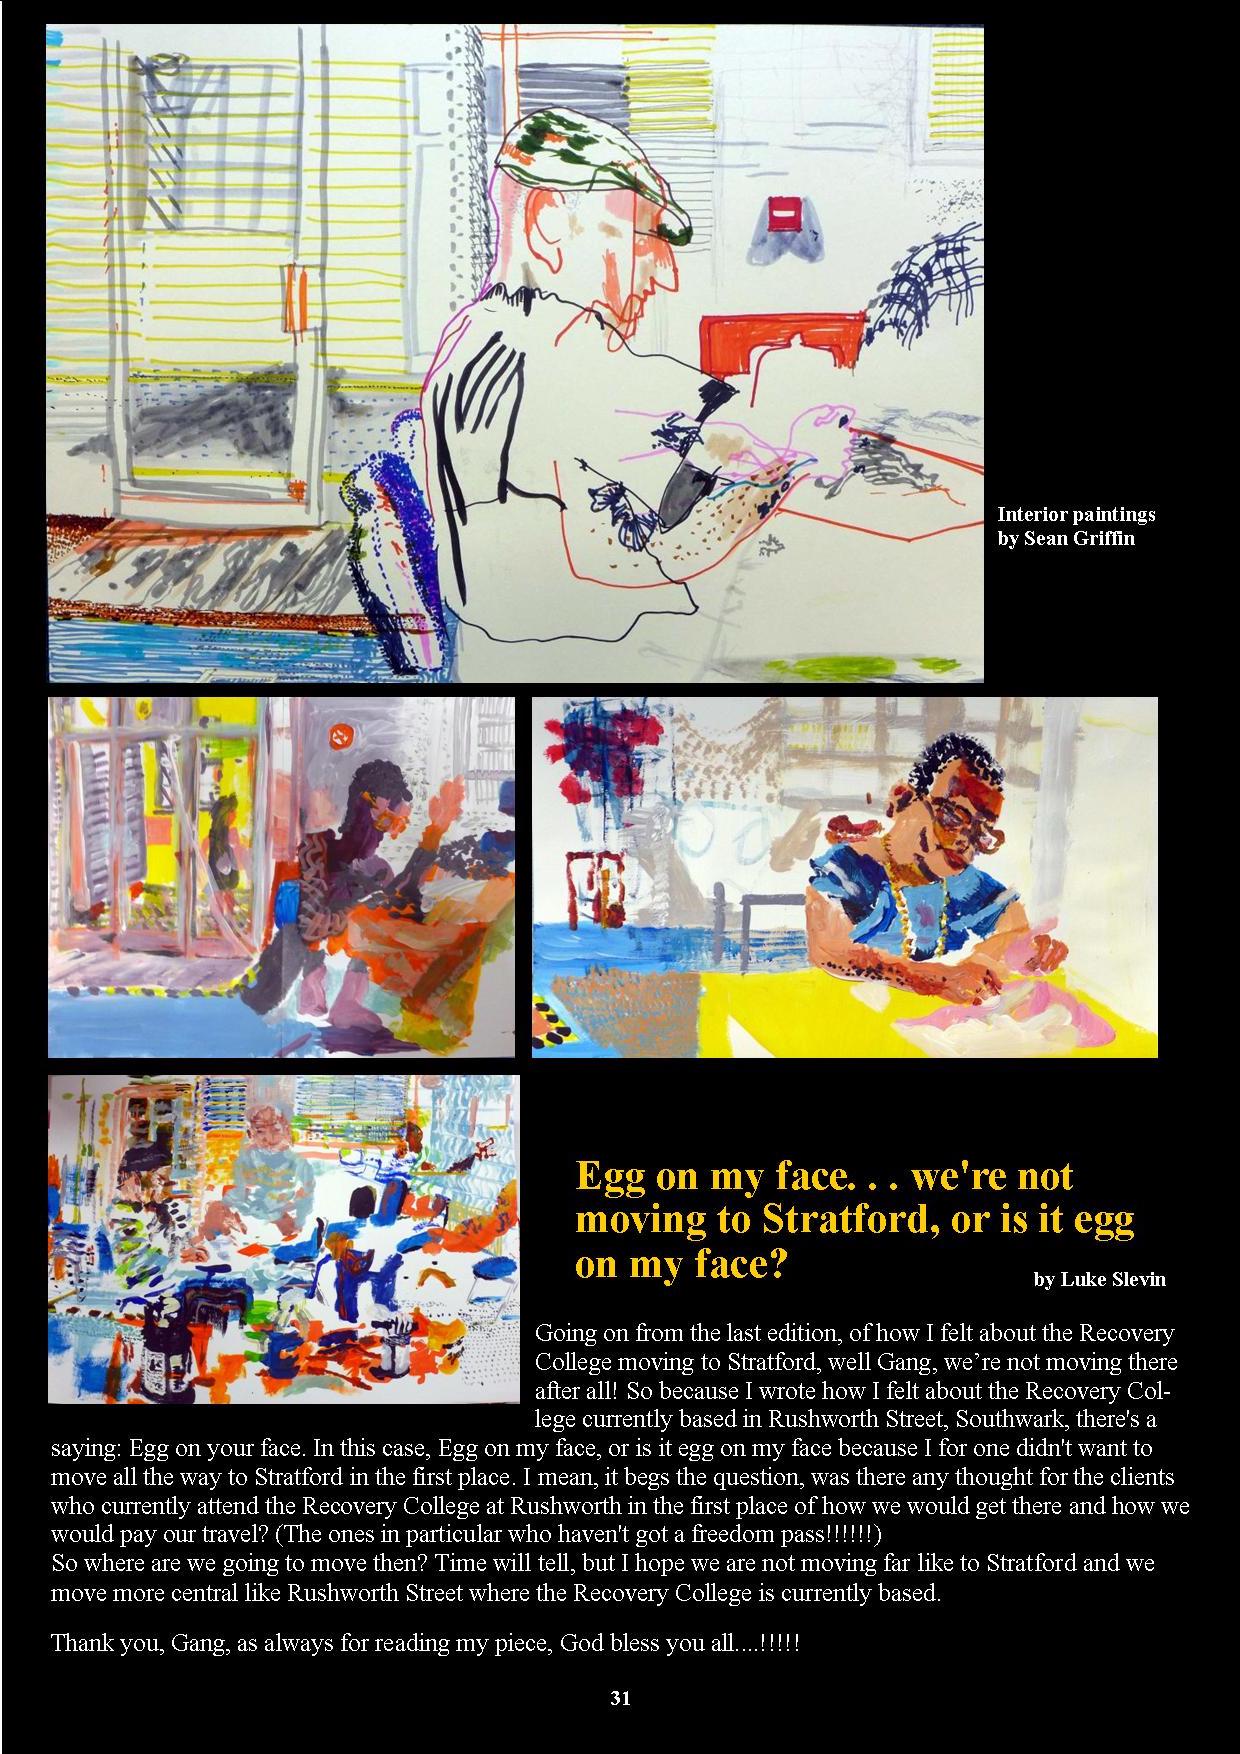 Interior paintings
by Sean Griffin
Egg on my face. . . we're not
moving to Stratford, or is it egg
on my face?
by Luke Slevin
Going on from the last edition, of how I felt about the Recovery
College moving to Stratford, well Gang, we’re not moving there
after all! So because I wrote how I felt about the Recovery Col-
lege currently based in Rushworth Street, Southwark, there's a
saying: Egg on your face. In this case, Egg on my face, or is it egg on my face because I for one didn't want to
move all the way to Stratford in the first place. I mean, it begs the question, was there any thought for the clients
who currently attend the Recovery College at Rushworth in the first place of how we would get there and how we
would pay our travel? (The ones in particular who haven't got a freedom pass!!!!!!)
So where are we going to move then? Time will tell, but I hope we are not moving far like to Stratford and we
move more central like Rushworth Street where the Recovery College is currently based.
Thank you, Gang, as always for reading my piece, God bless you all....!!!!!
31